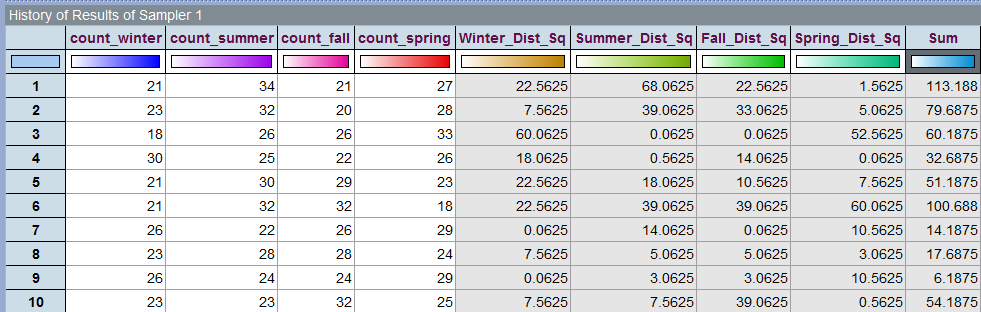 History of Results of Sampler 1
count_winter count_summer count_fall count_spring Winter_Dist_Sq Summer_Dist_Sq Fall_Dist_Sq Spring_Dist_Sq Sum
1 21 34 21 27 22.5625 68.0625 22.5625 1.5625 113.188
2 23 32 20 28 7.5625 39.0625 33.0625 5.0625 79.6875
3 18 26 26 33 60.0625 0.0625 0.0625 52.5625 60.1875
4 30 25 22 26 18.0625 0.5625 14.0625 0.0625 32.6875
5 21 30 29 23 22.5625 18.0625 10.5625 7.5625 51.1875
6 21 32 32 18 22.5625 39.0625 39.0625 60.0625 100.688
7 26 22 26 29 0.0625 14.0625 0.0625 10.5625 14.1875
8 23 28 28 24 7.5625 5.0625 5.0625 3.0625 17.6875
9 26 24 24 29 0.0625 3.0625 3.0625 10.5625 6.1875
10 23 23 32 25 7.5625 7.5625 39.0625 0.5625 54.1875